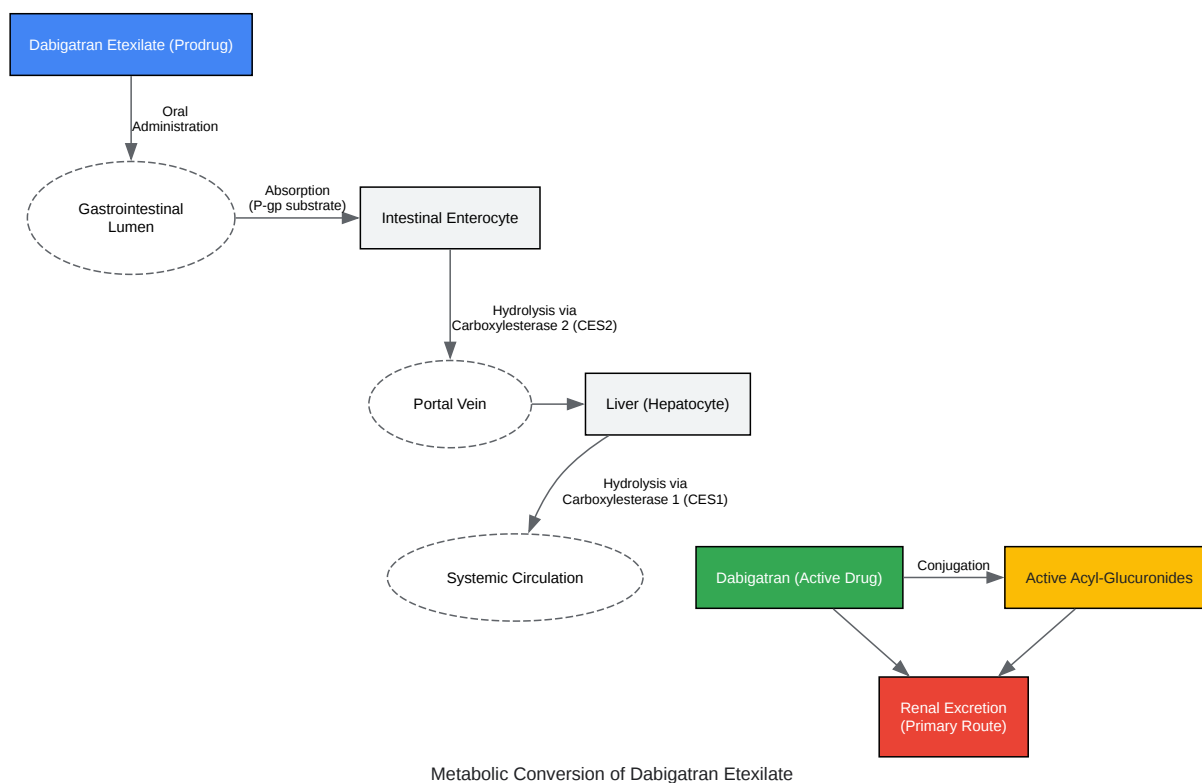 Dabigatran Etexilate (Prodrug)
Oral
Administration
Gastrointestinal
Lumen
Absorption
(P-gp substrate)
Intestinal Enterocyte
Hydrolysis via
Carboxylesterase 2 (CES2)
Portal Vein
Liver (Hepatocyte)
Hydrolysis via
Carboxylesterase 1 (CES1)
Systemic Circulation
Dabigatran (Active Drug)
Conjugation
Active Acyl-Glucuronides
Renal Excretion
(Primary Route)
Metabolic Conversion of Dabigatran Etexilate